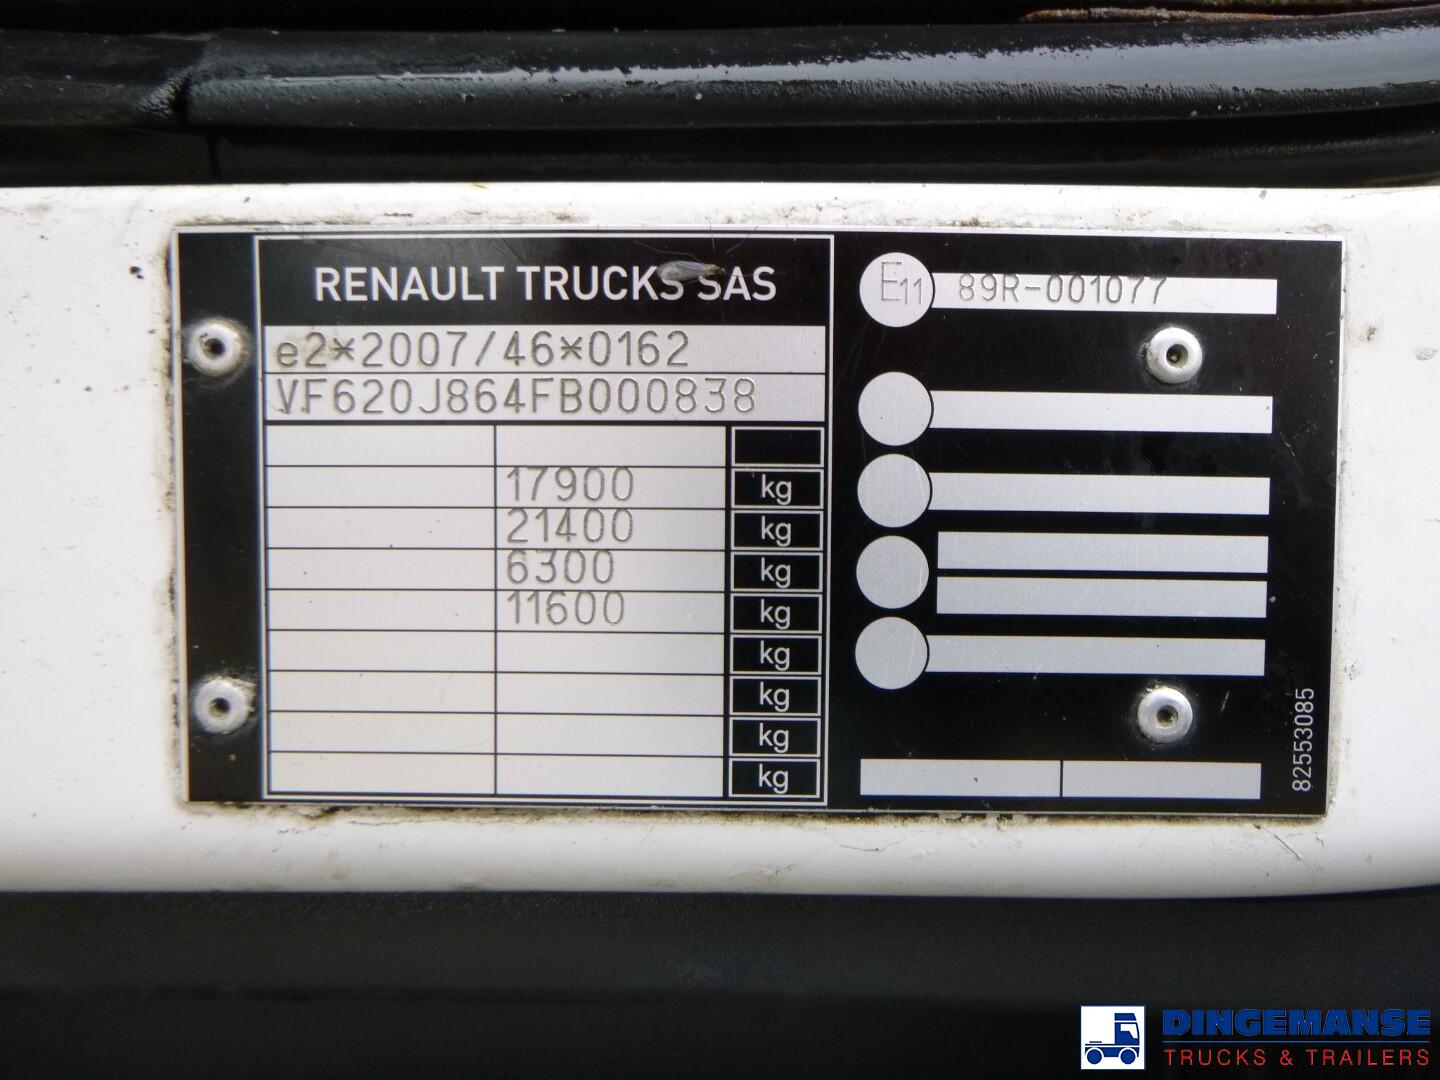 RENAULT TRUCKS SAS
e2*2007/46*0162
VF620J864FB000838
17900 kg
21400 kg
6300 kg
11600 kg
kg
kg
kg
kg
E11 89R-001077
82553085
DINGEMANSE
TRUCKS & TRAILERS